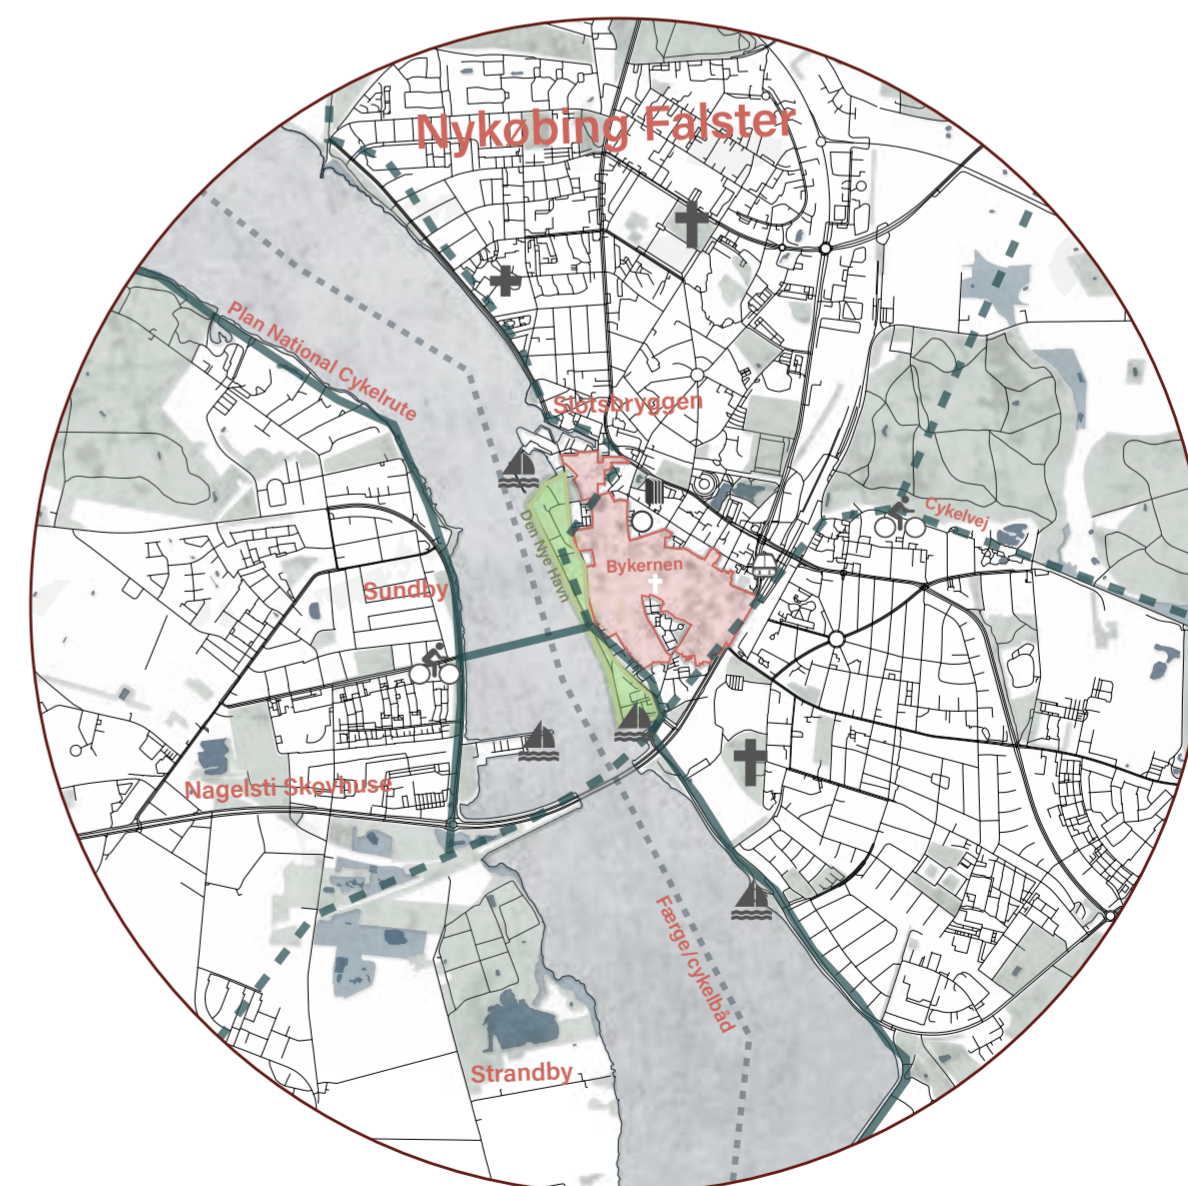 Nykøbing Falster
Plan National Cykelrute
Slotsbryggen
Den Nye Havn
Cykelvej
Bykernen
Sundby
Nagelsti Skovhuse
Færge/cykelbåd
Strandby